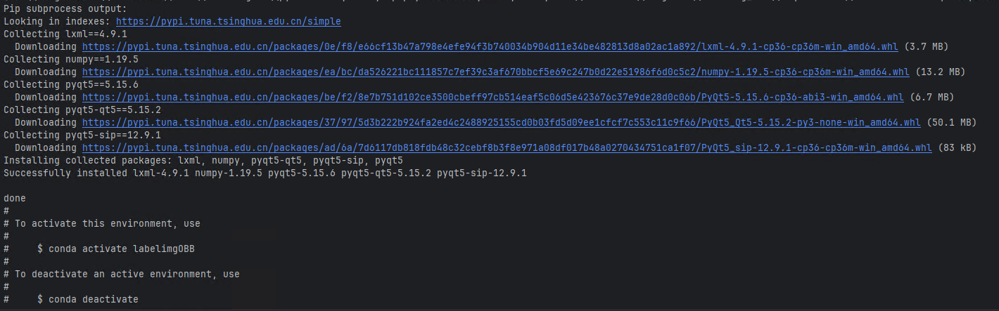 Pip subprocess output:
Looking in indexes: https://pypi.tuna.tsinghua.edu.cn/simple
Collecting lxml==4.9.1
  Downloading https://pypi.tuna.tsinghua.edu.cn/packages/0e/f8/e66cf13b47a798e4efe94f3b740034b904d11e34be482813d8a02ac1a892/lxml-4.9.1-cp36-cp36m-win_amd64.whl (3.7 MB)
Collecting numpy==1.19.5
  Downloading https://pypi.tuna.tsinghua.edu.cn/packages/ea/bc/da526221bc111857c7ef39c3af670bbcf5e69c247b0d22e51986f6d0c5c2/numpy-1.19.5-cp36-cp36m-win_amd64.whl (13.2 MB)
Collecting pyqt5==5.15.6
  Downloading https://pypi.tuna.tsinghua.edu.cn/packages/be/f2/8e7b751d102ce3500cbeff97cb514eaf5c06d5e423676c37e9de28d0c06b/PyQt5-5.15.6-cp36-abi3-win_amd64.whl (6.7 MB)
Collecting pyqt5-qt5==5.15.2
  Downloading https://pypi.tuna.tsinghua.edu.cn/packages/37/97/5d3b222b924fa2ed4c2488925155cd0b03fd5d09ee1cfcf7c553c11c9f66/PyQt5_Qt5-5.15.2-py3-none-win_amd64.whl (50.1 MB)
Collecting pyqt5-sip==12.9.1
  Downloading https://pypi.tuna.tsinghua.edu.cn/packages/ad/6a/7d6117db818fdb48c32cebf8b3f8e971a08df017b48a0270434751ca1f07/PyQt5_sip-12.9.1-cp36-cp36m-win_amd64.whl (83 kB)
Installing collected packages: lxml, numpy, pyqt5-qt5, pyqt5-sip, pyqt5
Successfully installed lxml-4.9.1 numpy-1.19.5 pyqt5-5.15.6 pyqt5-qt5-5.15.2 pyqt5-sip-12.9.1

done
#
# To activate this environment, use
#
#     $ conda activate labelimgOBB
#
# To deactivate an active environment, use
#
#     $ conda deactivate